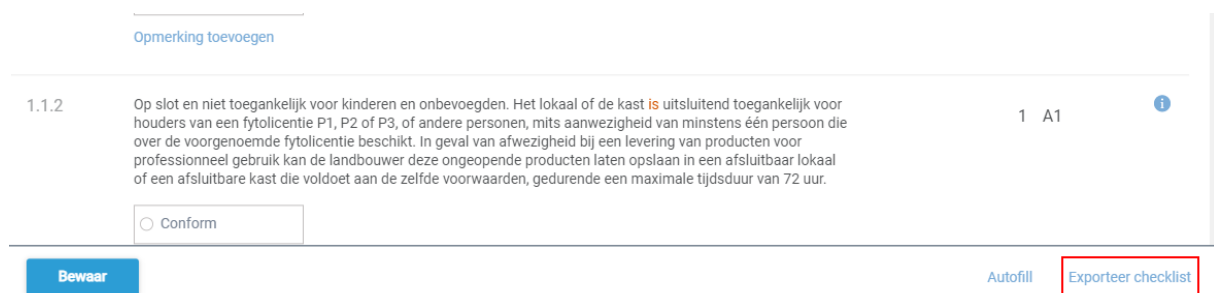 Opmerking toevoegen
1.1.2
Op slot en niet toegankelijk voor kinderen en onbevoegden. Het lokaal of de kast is uitsluitend toegankelijk voor
houders van een fytolicentie P1, P2 of P3, of andere personen, mits aanwezigheid van minstens één persoon die
over de voorgenoemde fytolicentie beschikt. In geval van afwezigheid bij een levering van producten voor
professionneel gebruik kan de landbouwer deze ongeopende producten laten opslaan in een afsluitbaar lokaal
of een afsluitbare kast die voldoet aan de zelfde voorwaarden, gedurende een maximale tijdsduur van 72 uur.
1 A1
Conform
Bewaar
Autofill
Exporteer checklist